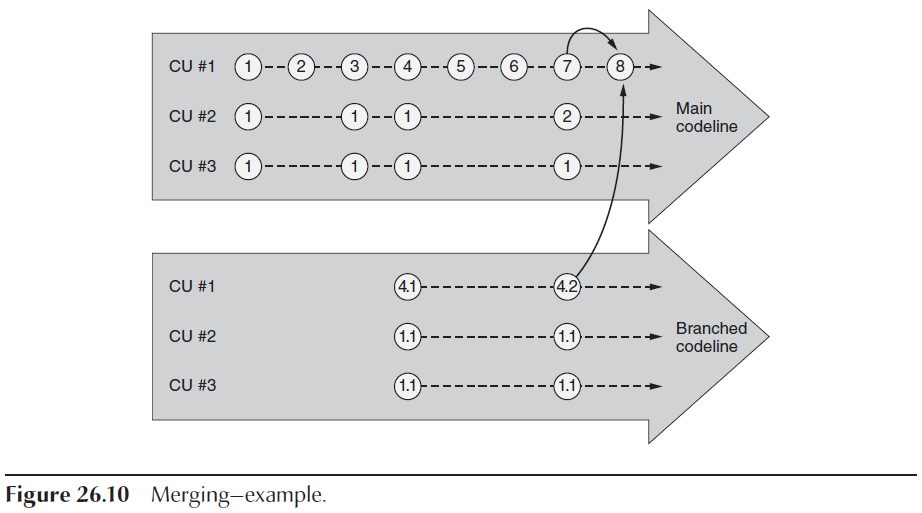 CU #1 1 2 3 4 5 6 7 8
CU #2 1 1 1 2
Main
codeline
CU #3 1 1 1 1
CU #1 4.1 4.2
CU #2 1.1 1.1
Branched
codeline
CU #3 1.1 1.1
Figure 26.10 Merging–example.